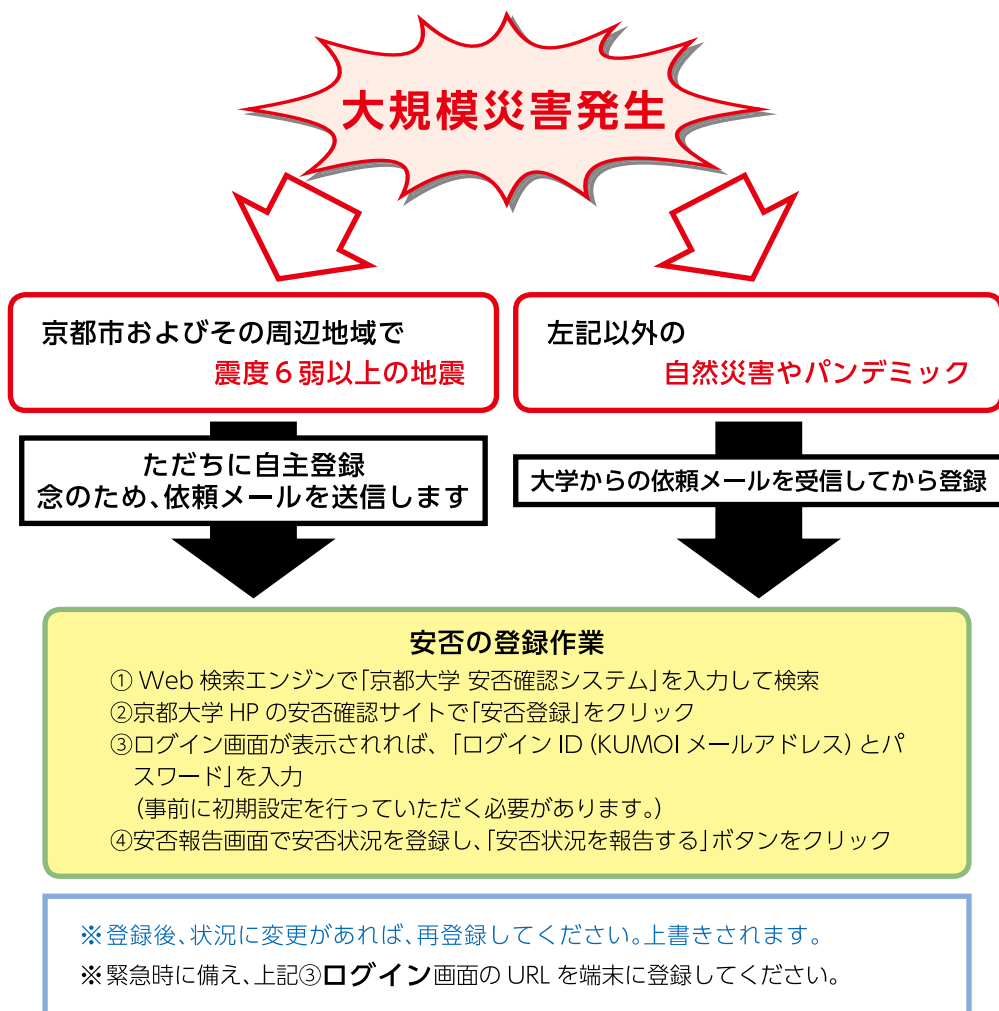 大規模災害発生
京都市およびその周辺地域で
震度６弱以上の地震
左記以外の
自然災害やパンデミック
ただちに自主登録
念のため、依頼メールを送信します
大学からの依頼メールを受信してから登録
安否の登録作業
① Web 検索エンジンで「京都大学 安否確認システム」を入力して検索
②京都大学 HP の安否確認サイトで「安否登録」をクリック
③ログイン画面が表示されれば、「ログイン ID (KUMOI メールアドレス) とパ
スワード」を入力
（事前に初期設定を行っていただく必要があります。）
④安否報告画面で安否状況を登録し、「安否状況を報告する」ボタンをクリック
※登録後、状況に変更があれば、再登録してください。上書きされます。
※緊急時に備え、上記③ログイン画面の URL を端末に登録してください。